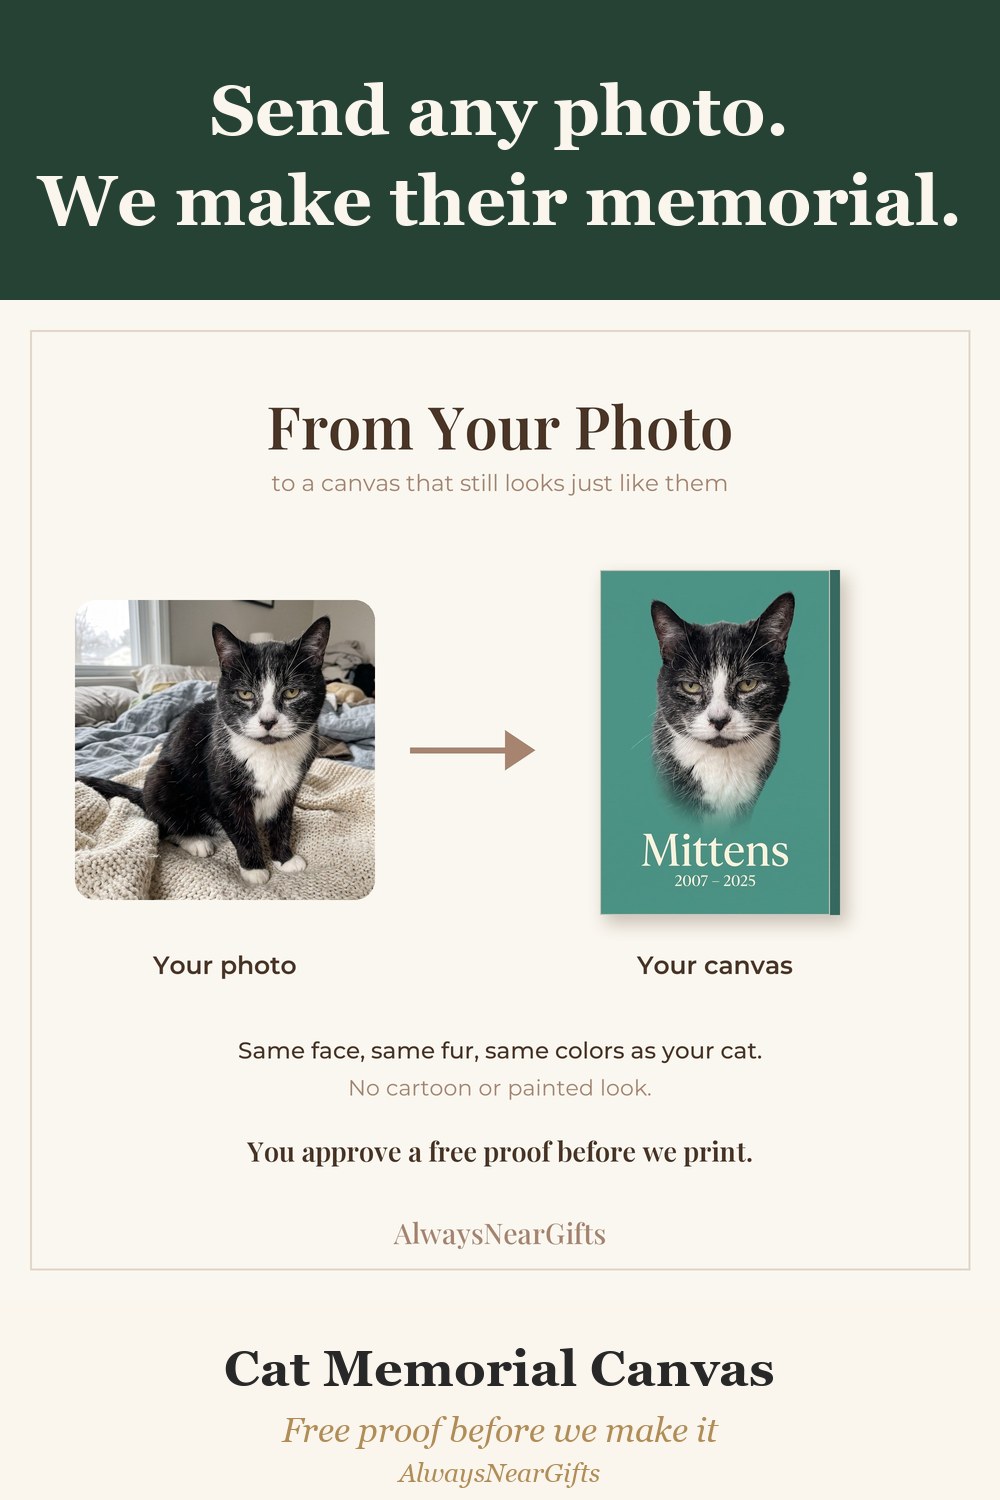 Send any photo.
We make their memorial.
From Your Photo
to a canvas that still looks just like them
Mittens
2007 – 2025
Your photo
Your canvas
Same face, same fur, same colors as your cat.
No cartoon or painted look.
You approve a free proof before we print.
AlwaysNearGifts
Cat Memorial Canvas
Free proof before we make it
AlwaysNearGifts